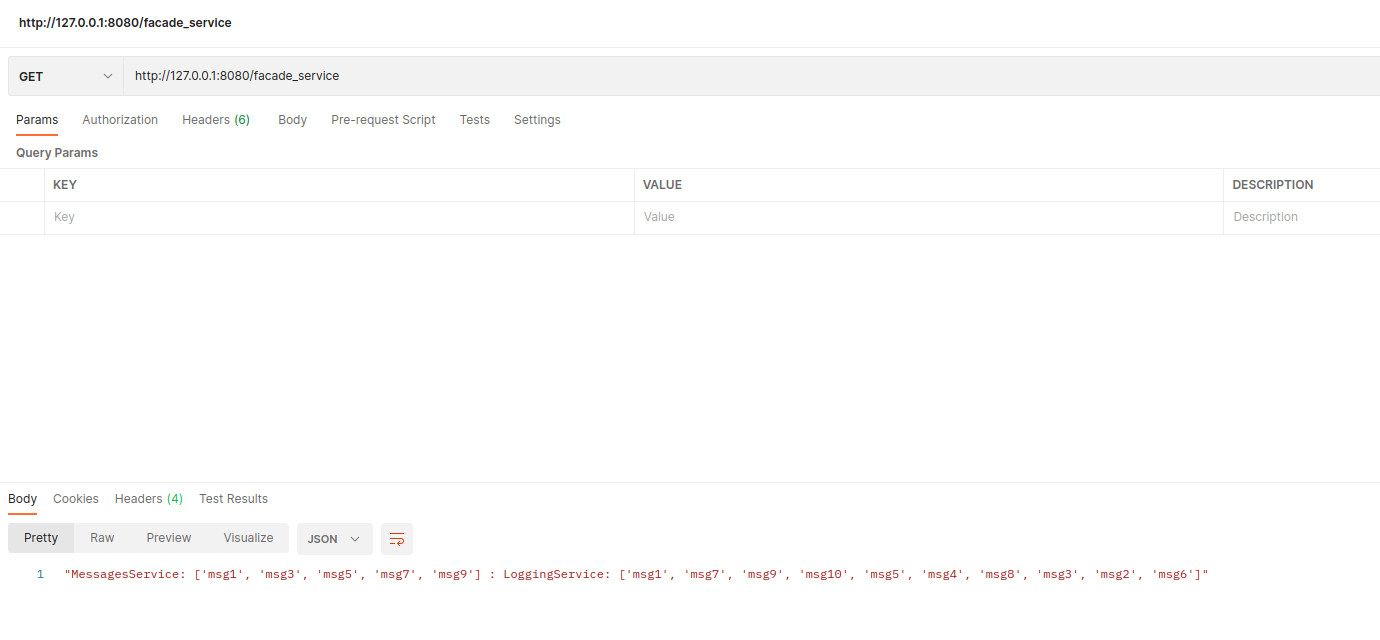 http://127.0.0.1:8080/facade_service
GET http://127.0.0.1:8080/facade_service
Params Authorization Headers (6) Body Pre-request Script Tests Settings
Query Params
KEY VALUE DESCRIPTION
Key Value Description
Body Cookies Headers (4) Test Results
Pretty Raw Preview Visualize JSON
1 "MessagesService: ['msg1', 'msg3', 'msg5', 'msg7', 'msg9'] : LoggingService: ['msg1', 'msg7', 'msg9', 'msg10', 'msg5', 'msg4', 'msg8', 'msg3', 'msg2', 'msg6']"